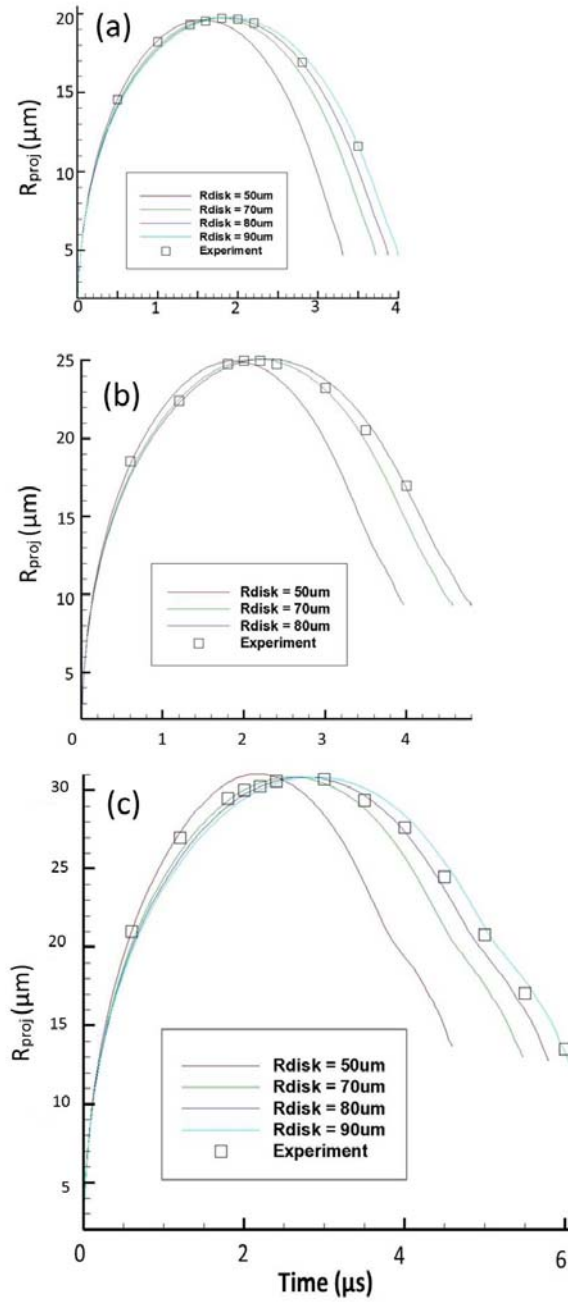 (a)
20
15
10
5
R_proj (μm)
Rdisk = 50um
Rdisk = 70um
Rdisk = 80um
Rdisk = 90um
Experiment
0 1 2 3 4
(b)
25
20
15
10
5
R_proj (μm)
Rdisk = 50um
Rdisk = 70um
Rdisk = 80um
Experiment
0 1 2 3 4
(c)
30
25
20
15
10
5
R_proj (μm)
Rdisk = 50um
Rdisk = 70um
Rdisk = 80um
Rdisk = 90um
Experiment
0 2 4 6
Time (μs)